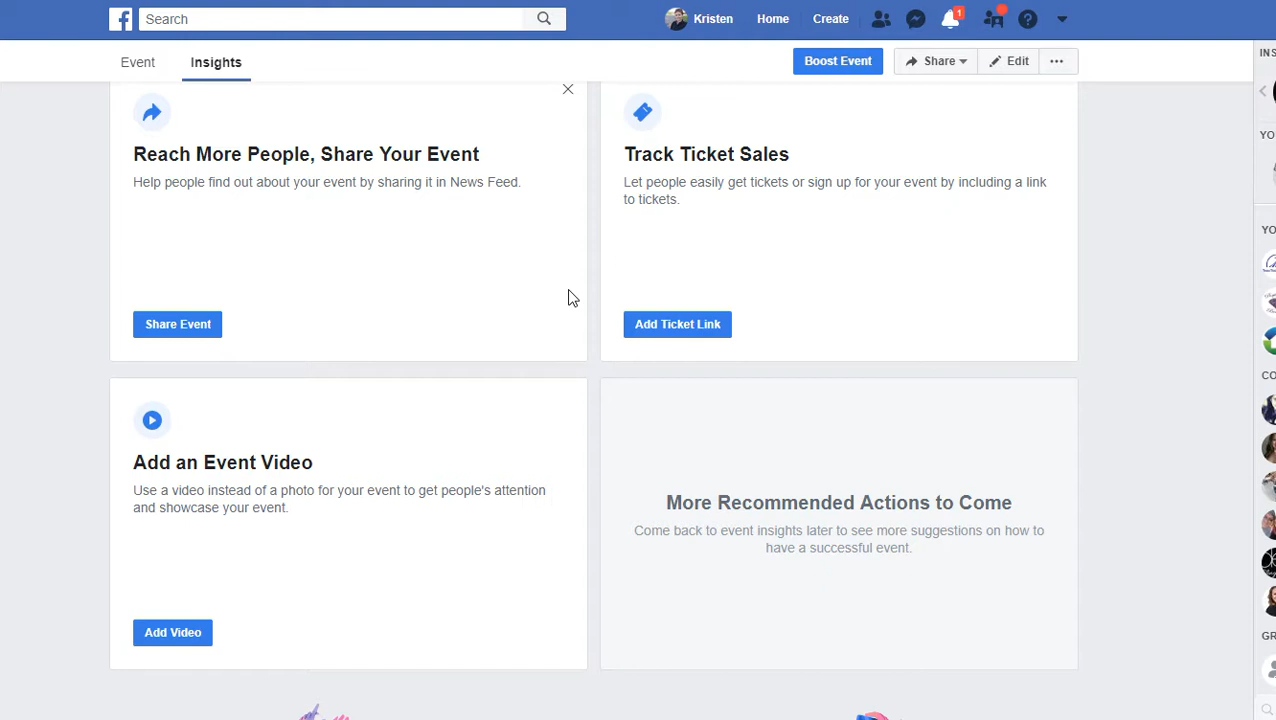 Search
Kristen
Home
Create
1
Event
Insights
Boost Event
Share
Edit
INS
Reach More People, Share Your Event
Help people find out about your event by sharing it in News Feed.
Share Event
Track Ticket Sales
Let people easily get tickets or sign up for your event by including a link
to tickets.
Add Ticket Link
YO
YO
Add an Event Video
Use a video instead of a photo for your event to get people's attention
and showcase your event.
Add Video
More Recommended Actions to Come
Come back to event insights later to see more suggestions on how to
have a successful event.
CO
GR